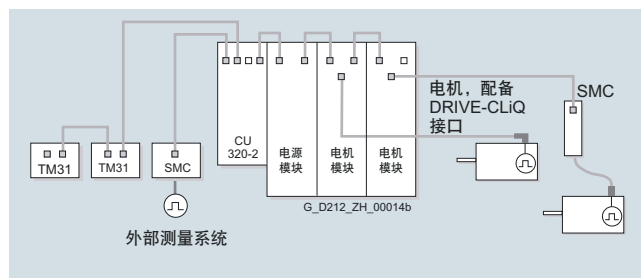 电机，配备
DRIVE-CLiQ
接口
SMC
CU
320-2
电源
模块
电机
模块
电机
模块
TM31
TM31
SMC
G_D212_ZH_00014b
外部测量系统